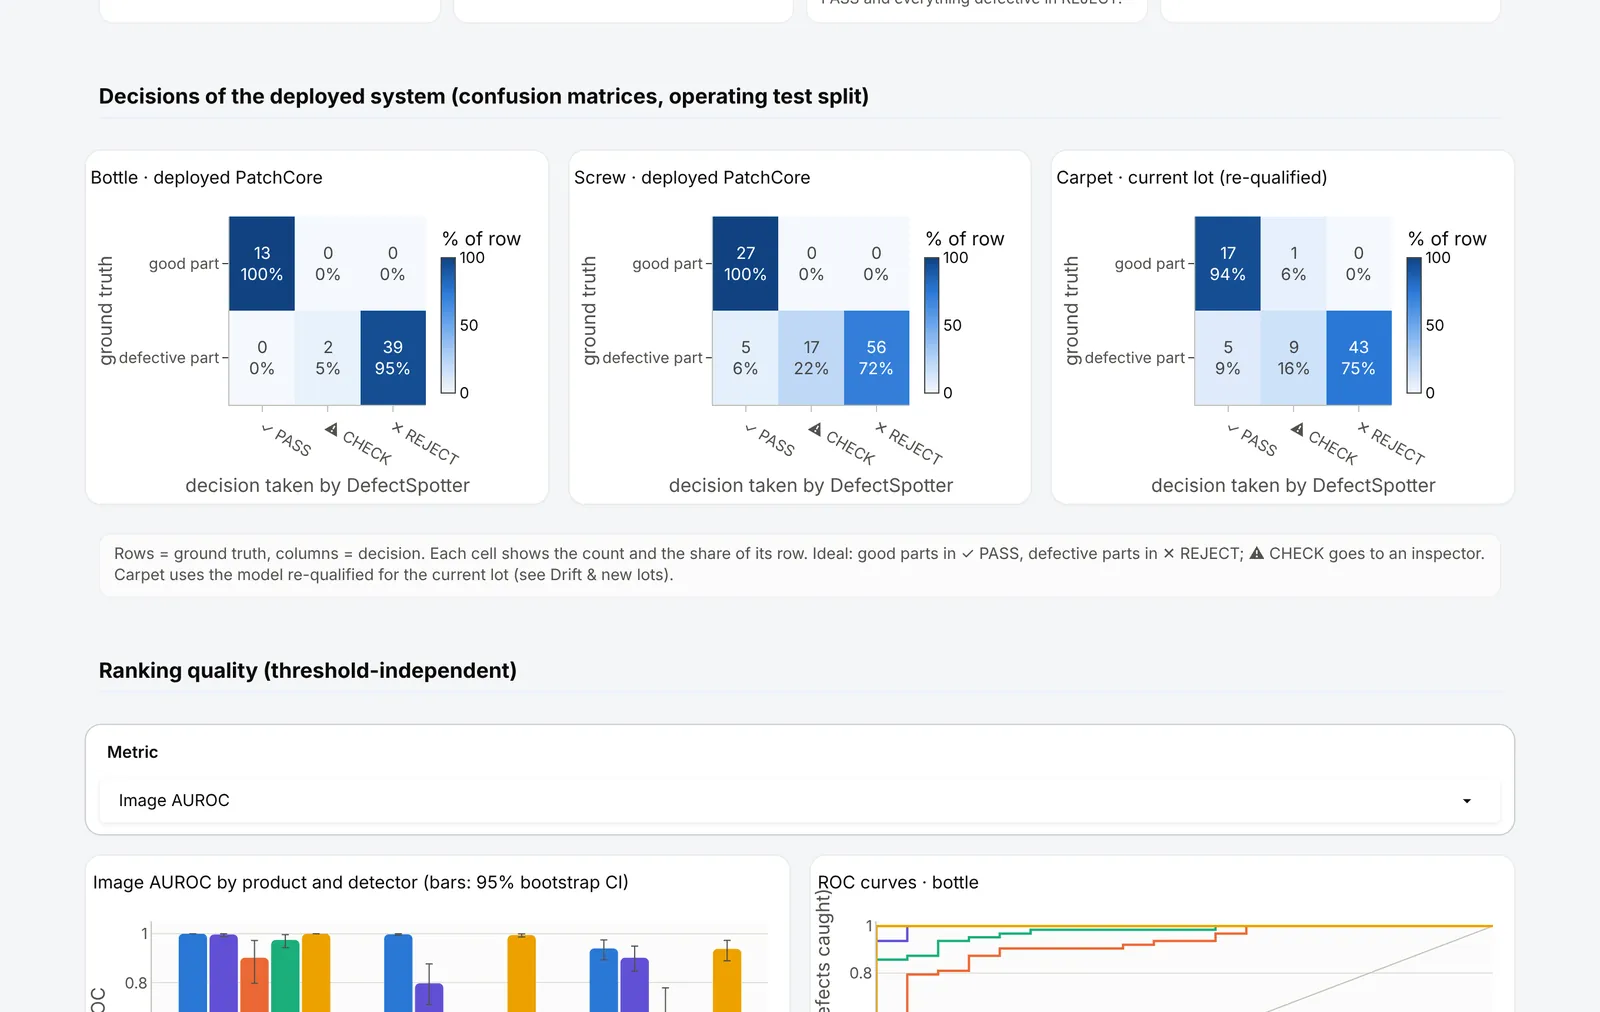 PASS and everything defective in REJECT.
Decisions of the deployed system (confusion matrices, operating test split)
Bottle · deployed PatchCore
% of row
100
50
0
ground truth
good part
13
100%
0
0%
0
0%
defective part
0
0%
2
5%
39
95%
✓ PASS
⚠ CHECK
✕ REJECT
decision taken by DefectSpotter
Screw · deployed PatchCore
% of row
100
50
0
ground truth
good part
27
100%
0
0%
0
0%
defective part
5
6%
17
22%
56
72%
✓ PASS
⚠ CHECK
✕ REJECT
decision taken by DefectSpotter
Carpet · current lot (re-qualified)
% of row
100
50
0
ground truth
good part
17
94%
1
6%
0
0%
defective part
5
9%
9
16%
43
75%
✓ PASS
⚠ CHECK
✕ REJECT
decision taken by DefectSpotter
Rows = ground truth, columns = decision. Each cell shows the count and the share of its row. Ideal: good parts in ✓ PASS, defective parts in ✕ REJECT; ⚠ CHECK goes to an inspector.
Carpet uses the model re-qualified for the current lot (see Drift & new lots).
Ranking quality (threshold-independent)
Metric
Image AUROC
Image AUROC by product and detector (bars: 95% bootstrap CI)
1
0.8
ROC curves · bottle
1
0.8